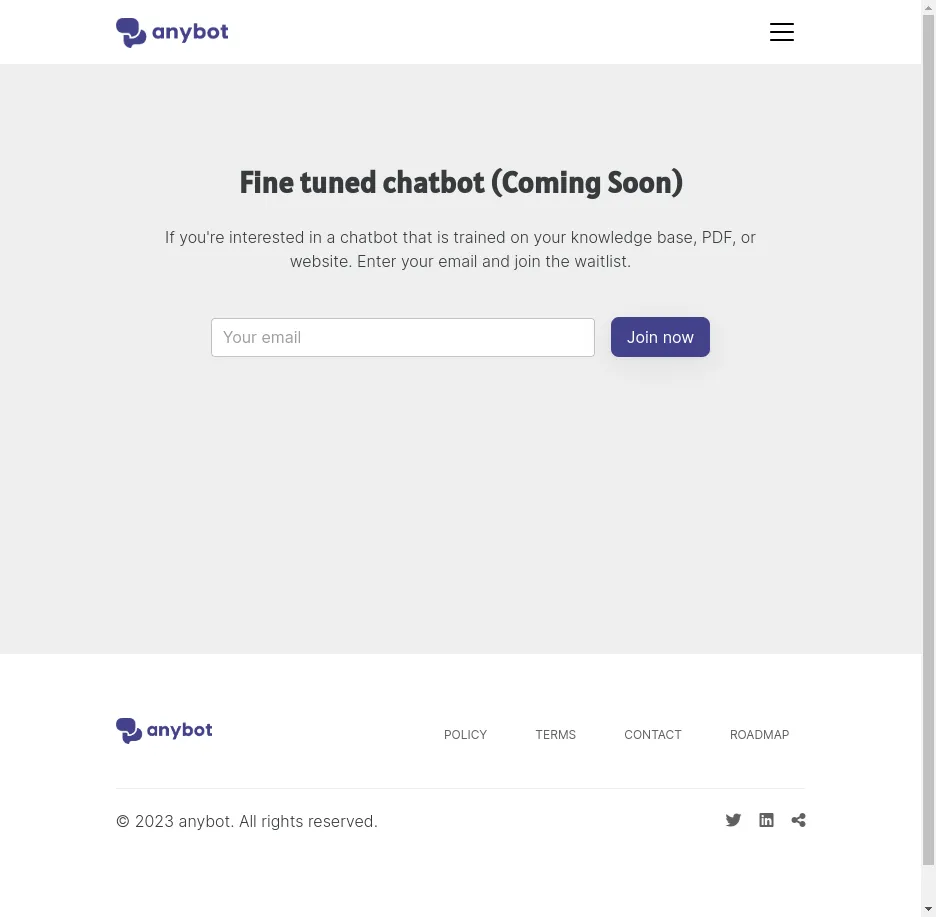 anybot
Fine tuned chatbot (Coming Soon)
If you're interested in a chatbot that is trained on your knowledge base, PDF, or
website. Enter your email and join the waitlist.
Your email
Join now
anybot
POLICY
TERMS
CONTACT
ROADMAP
© 2023 anybot. All rights reserved.